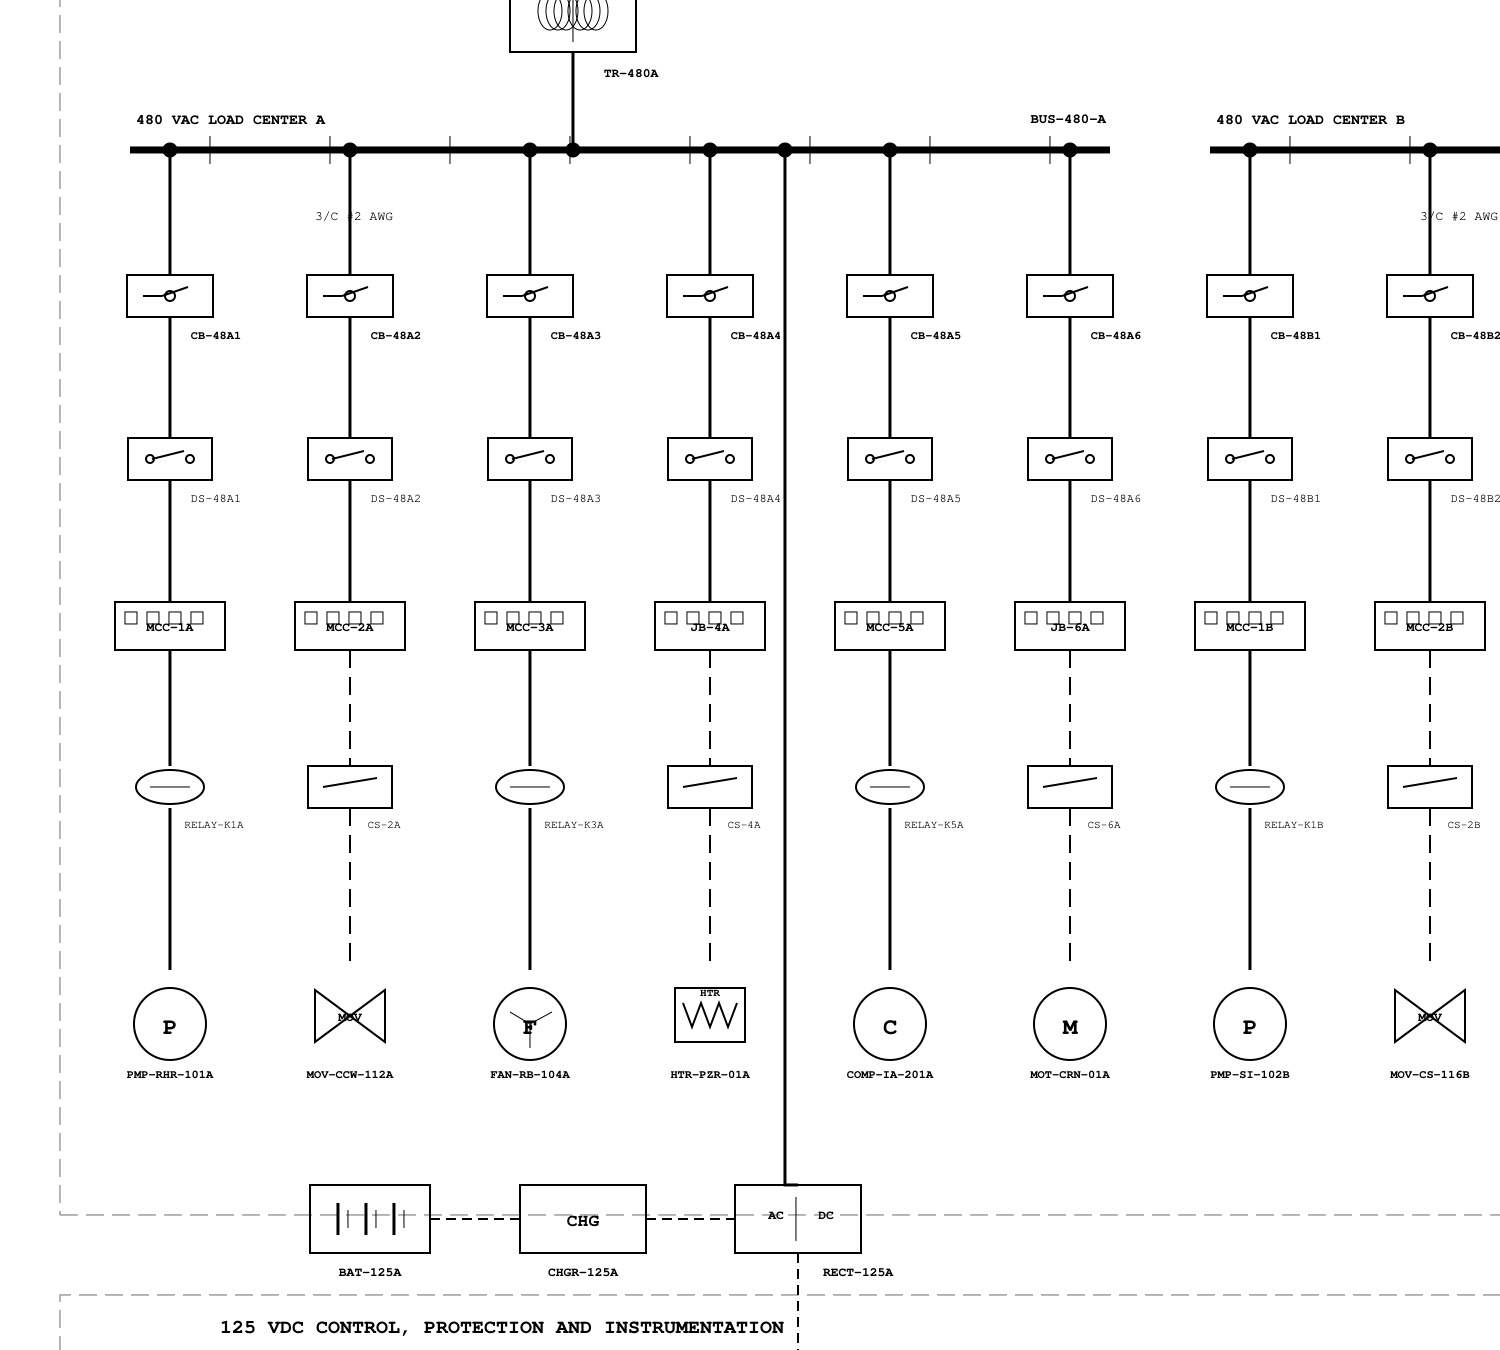 TR-480A
480 VAC LOAD CENTER A
BUS-480-A
480 VAC LOAD CENTER B
3/C #2 AWG
3/C #2 AWG
CB-48A1
CB-48A2
CB-48A3
CB-48A4
CB-48A5
CB-48A6
CB-48B1
CB-48B2
DS-48A1
DS-48A2
DS-48A3
DS-48A4
DS-48A5
DS-48A6
DS-48B1
DS-48B2
MCC-1A
MCC-2A
MCC-3A
JB-4A
MCC-5A
JB-6A
MCC-1B
MCC-2B
RELAY-K1A
CS-2A
RELAY-K3A
CS-4A
RELAY-K5A
CS-6A
RELAY-K1B
CS-2B
P
MOV
F
HTR
C
M
P
MOV
PMP-RHR-101A
MOV-CCW-112A
FAN-RB-104A
HTR-PZR-01A
COMP-IA-201A
MOT-CRN-01A
PMP-SI-102B
MOV-CS-116B
CHG
AC
DC
BAT-125A
CHGR-125A
RECT-125A
125 VDC CONTROL, PROTECTION AND INSTRUMENTATION